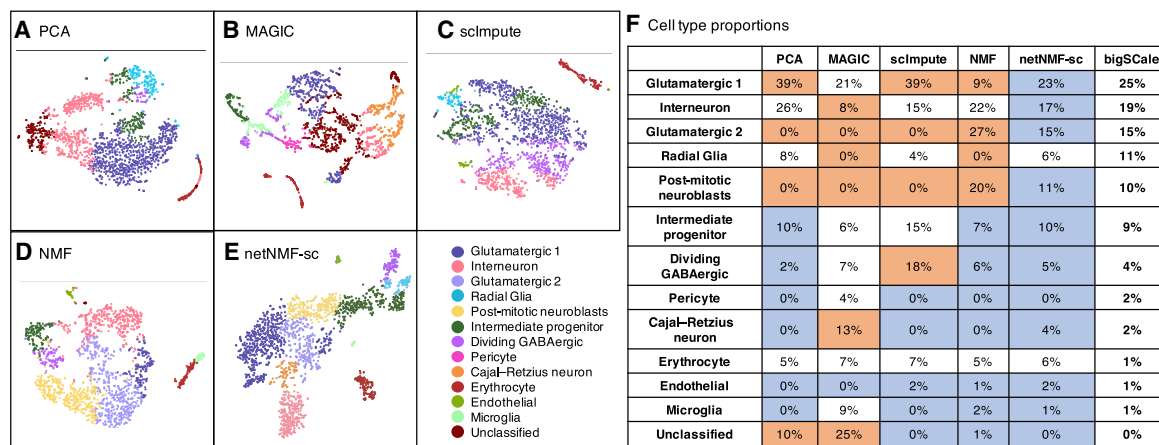 A PCA
B MAGIC
C scImpute
D NMF
E netNMF-sc
Glutamatergic 1
Interneuron
Glutamatergic 2
Radial Glia
Post-mitotic neuroblasts
Intermediate progenitor
Dividing GABAergic
Pericyte
Cajal–Retzius neuron
Erythrocyte
Endothelial
Microglia
Unclassified
F Cell type proportions
PCA MAGIC scImpute NMF netNMF-sc bigSCale
Glutamatergic 1 39% 21% 39% 9% 23% 25%
Interneuron 26% 8% 15% 22% 17% 19%
Glutamatergic 2 0% 0% 0% 27% 15% 15%
Radial Glia 8% 0% 4% 0% 6% 11%
Post-mitotic
neuroblasts 0% 0% 0% 20% 11% 10%
Intermediate
progenitor 10% 6% 15% 7% 10% 9%
Dividing
GABAergic 2% 7% 18% 6% 5% 4%
Pericyte 0% 4% 0% 0% 0% 2%
Cajal–Retzius
neuron 0% 13% 0% 0% 4% 2%
Erythrocyte 5% 7% 7% 5% 6% 1%
Endothelial 0% 0% 2% 1% 2% 1%
Microglia 0% 9% 0% 2% 1% 1%
Unclassified 10% 25% 0% 1% 0% 0%